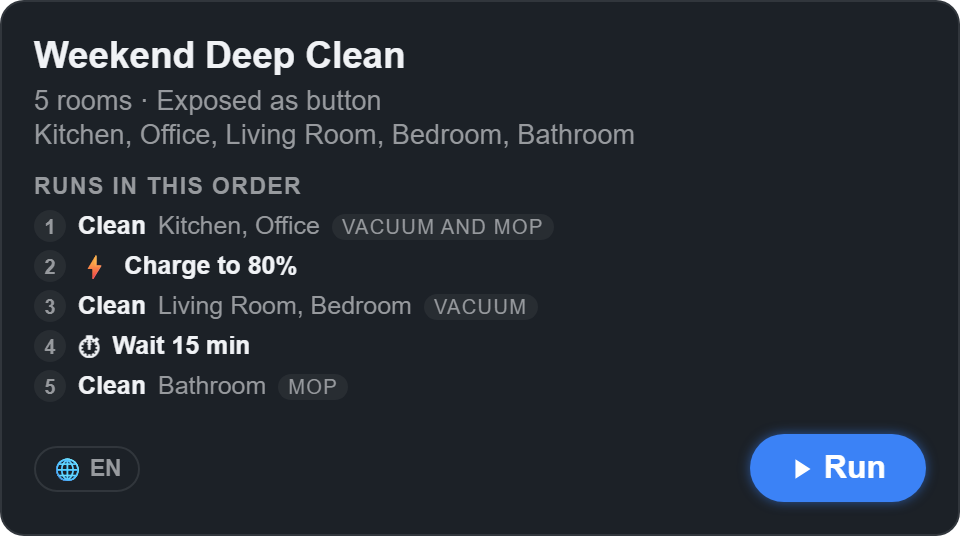 Weekend Deep Clean
5 rooms · Exposed as button
Kitchen, Office, Living Room, Bedroom, Bathroom
RUNS IN THIS ORDER
1 Clean Kitchen, Office VACUUM AND MOP
2 Charge to 80%
3 Clean Living Room, Bedroom VACUUM
4 Wait 15 min
5 Clean Bathroom MOP
EN Run